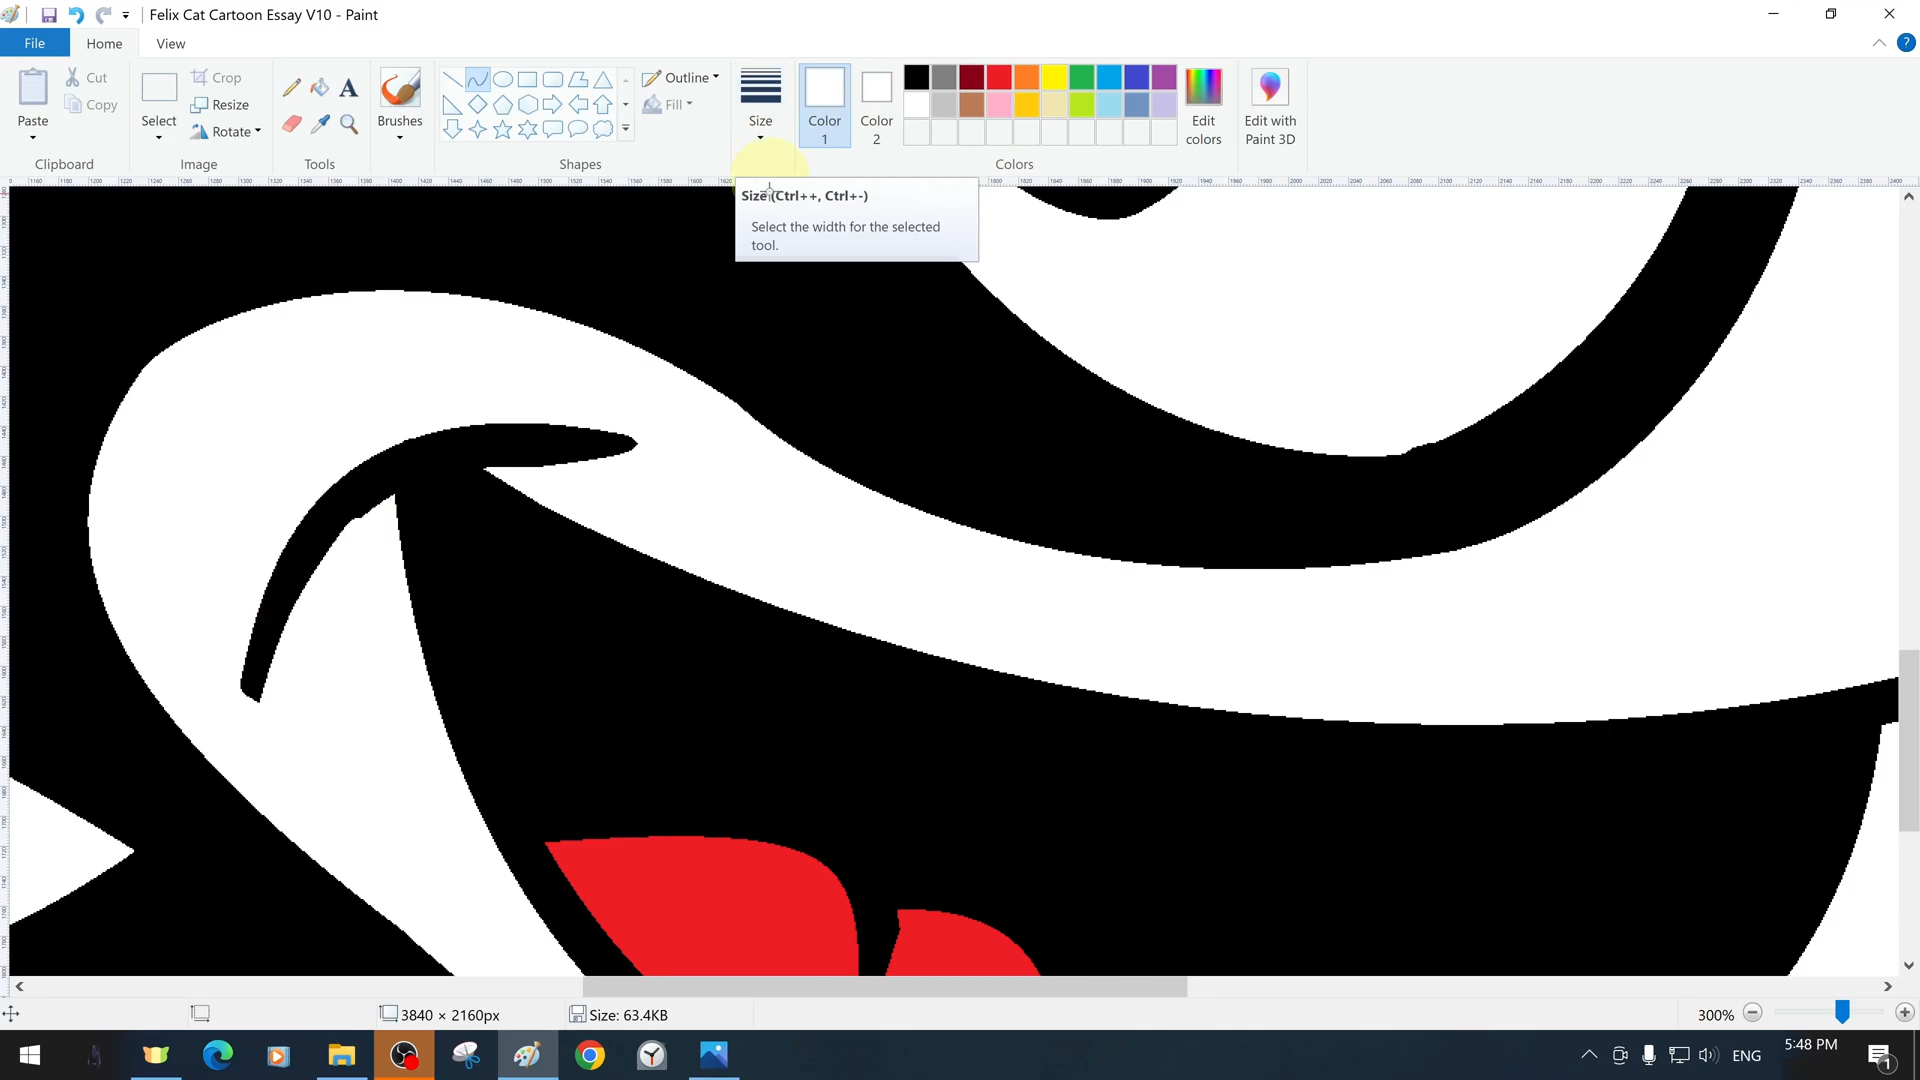 Felix Cat Cartoon Essay V10 - Paint
File
Home
View
Paste
Cut
Copy
Clipboard
Select
Crop
Resize
Rotate
Image
Tools
Brushes
Shapes
Outline
Fill
Size
Color
1
Color
2
Colors
Edit
colors
Edit with
Paint 3D
Size (Ctrl++, Ctrl+-)
Select the width for the selected
tool.
3840 × 2160px
Size: 63.4KB
300%
ENG
5:48 PM
1